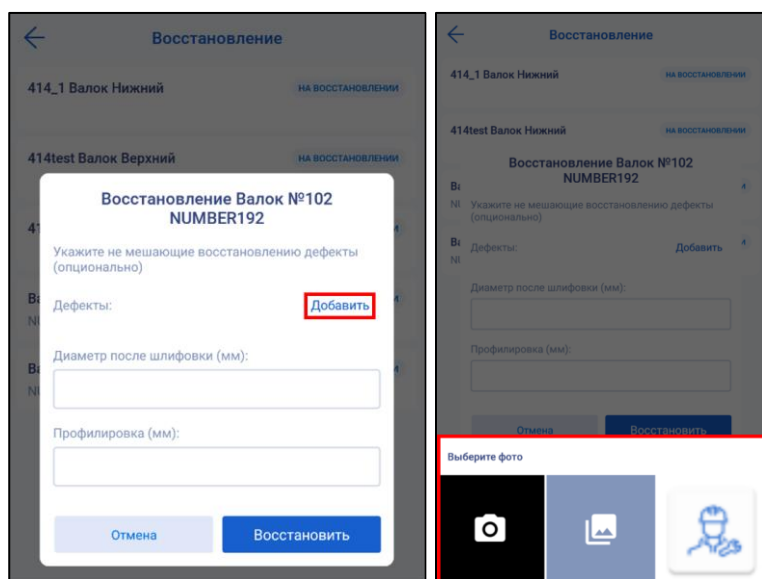 Восстановление
414_1 Валок Нижний
НА ВОССТАНОВЛЕНИИ
414test Валок Верхний
НА ВОССТАНОВЛЕНИИ
Восстановление Валок №102
NUMBER192
Укажите не мешающие восстановлению дефекты
(опционально)
Дефекты:
Добавить
Диаметр после шлифовки (мм):
Профилировка (мм):
Отмена
Восстановить
Восстановление
414_1 Валок Нижний
НА ВОССТАНОВЛЕНИИ
414test Валок Нижний
НА ВОССТАНОВЛЕНИИ
Восстановление Валок №102
NUMBER192
Укажите не мешающие восстановлению дефекты
(опционально)
Дефекты:
Добавить
Диаметр после шлифовки (мм):
Профилировка (мм):
Отмена
Восстановить
Выберите фото